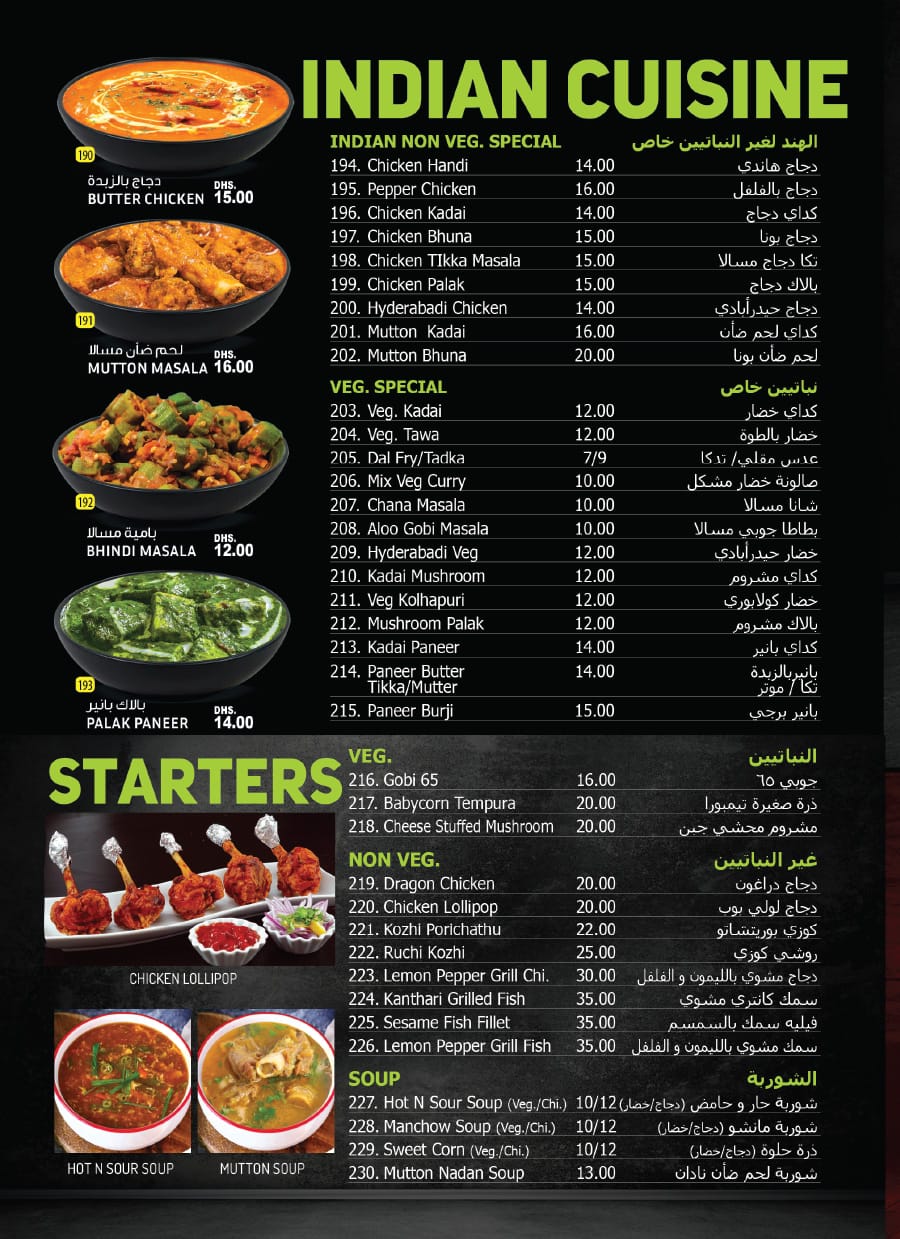 INDIAN CUISINE
190
دجاج بالزبدة
BUTTER CHICKEN DHS. 15.00
191
لحم ضأن مسالا
MUTTON MASALA DHS. 16.00
192
بامية مسالا
BHINDI MASALA DHS. 12.00
193
بالاك بانير
PALAK PANEER DHS. 14.00
INDIAN NON VEG. SPECIAL الهند لغير النباتيين خاص
194. Chicken Handi 14.00 دجاج هاندي
195. Pepper Chicken 16.00 دجاج بالفلفل
196. Chicken Kadai 14.00 كداي دجاج
197. Chicken Bhuna 15.00 دجاج بونا
198. Chicken TIkka Masala 15.00 تكا دجاج مسالا
199. Chicken Palak 15.00 بالاك دجاج
200. Hyderabadi Chicken 14.00 دجاج حيدرأبادي
201. Mutton Kadai 16.00 كداي لحم ضأن
202. Mutton Bhuna 20.00 لحم ضأن بونا
VEG. SPECIAL نباتيين خاص
203. Veg. Kadai 12.00 كداي خضار
204. Veg. Tawa 12.00 خضار بالطوة
205. Dal Fry/Tadka 7/9 عدس مقلي/ تدكا
206. Mix Veg Curry 10.00 صالونة خضار مشكل
207. Chana Masala 10.00 شانا مسالا
208. Aloo Gobi Masala 10.00 بطاطا جوبي مسالا
209. Hyderabadi Veg 12.00 خضار حيدرأبادي
210. Kadai Mushroom 12.00 كداي مشروم
211. Veg Kolhapuri 12.00 خضار كولابوري
212. Mushroom Palak 12.00 بالاك مشروم
213. Kadai Paneer 14.00 كداي بانير
214. Paneer Butter 14.00 بانيربالزبدة
Tikka/Mutter تكا / موتر
215. Paneer Burji 15.00 بانير برجي
STARTERS
CHICKEN LOLLIPOP
HOT N SOUR SOUP
MUTTON SOUP
VEG. النباتيين
216. Gobi 65 16.00 جوبي ٦٥
217. Babycorn Tempura 20.00 ذرة صغيرة تيمبورا
218. Cheese Stuffed Mushroom 20.00 مشروم محشي جبن
NON VEG. غير النباتيين
219. Dragon Chicken 20.00 دجاج دراغون
220. Chicken Lollipop 20.00 دجاج لولي بوب
221. Kozhi Porichathu 22.00 كوزي بوريتشاتو
222. Ruchi Kozhi 25.00 روشي كوزي
223. Lemon Pepper Grill Chi. 30.00 دجاج مشوي بالليمون و الفلفل
224. Kanthari Grilled Fish 35.00 سمك كانتري مشوي
225. Sesame Fish Fillet 35.00 فيليه سمك بالسمسم
226. Lemon Pepper Grill Fish 35.00 سمك مشوي بالليمون و الفلفل
SOUP الشوربة
227. Hot N Sour Soup (Veg./Chi.) 10/12 شوربة حار و حامض (دجاج/خضار)
228. Manchow Soup (Veg./Chi.) 10/12 شوربة مانشو (دجاج/خضار)
229. Sweet Corn (Veg./Chi.) 10/12 ذرة حلوة (دجاج/خضار)
230. Mutton Nadan Soup 13.00 شوربة لحم ضأن نادان